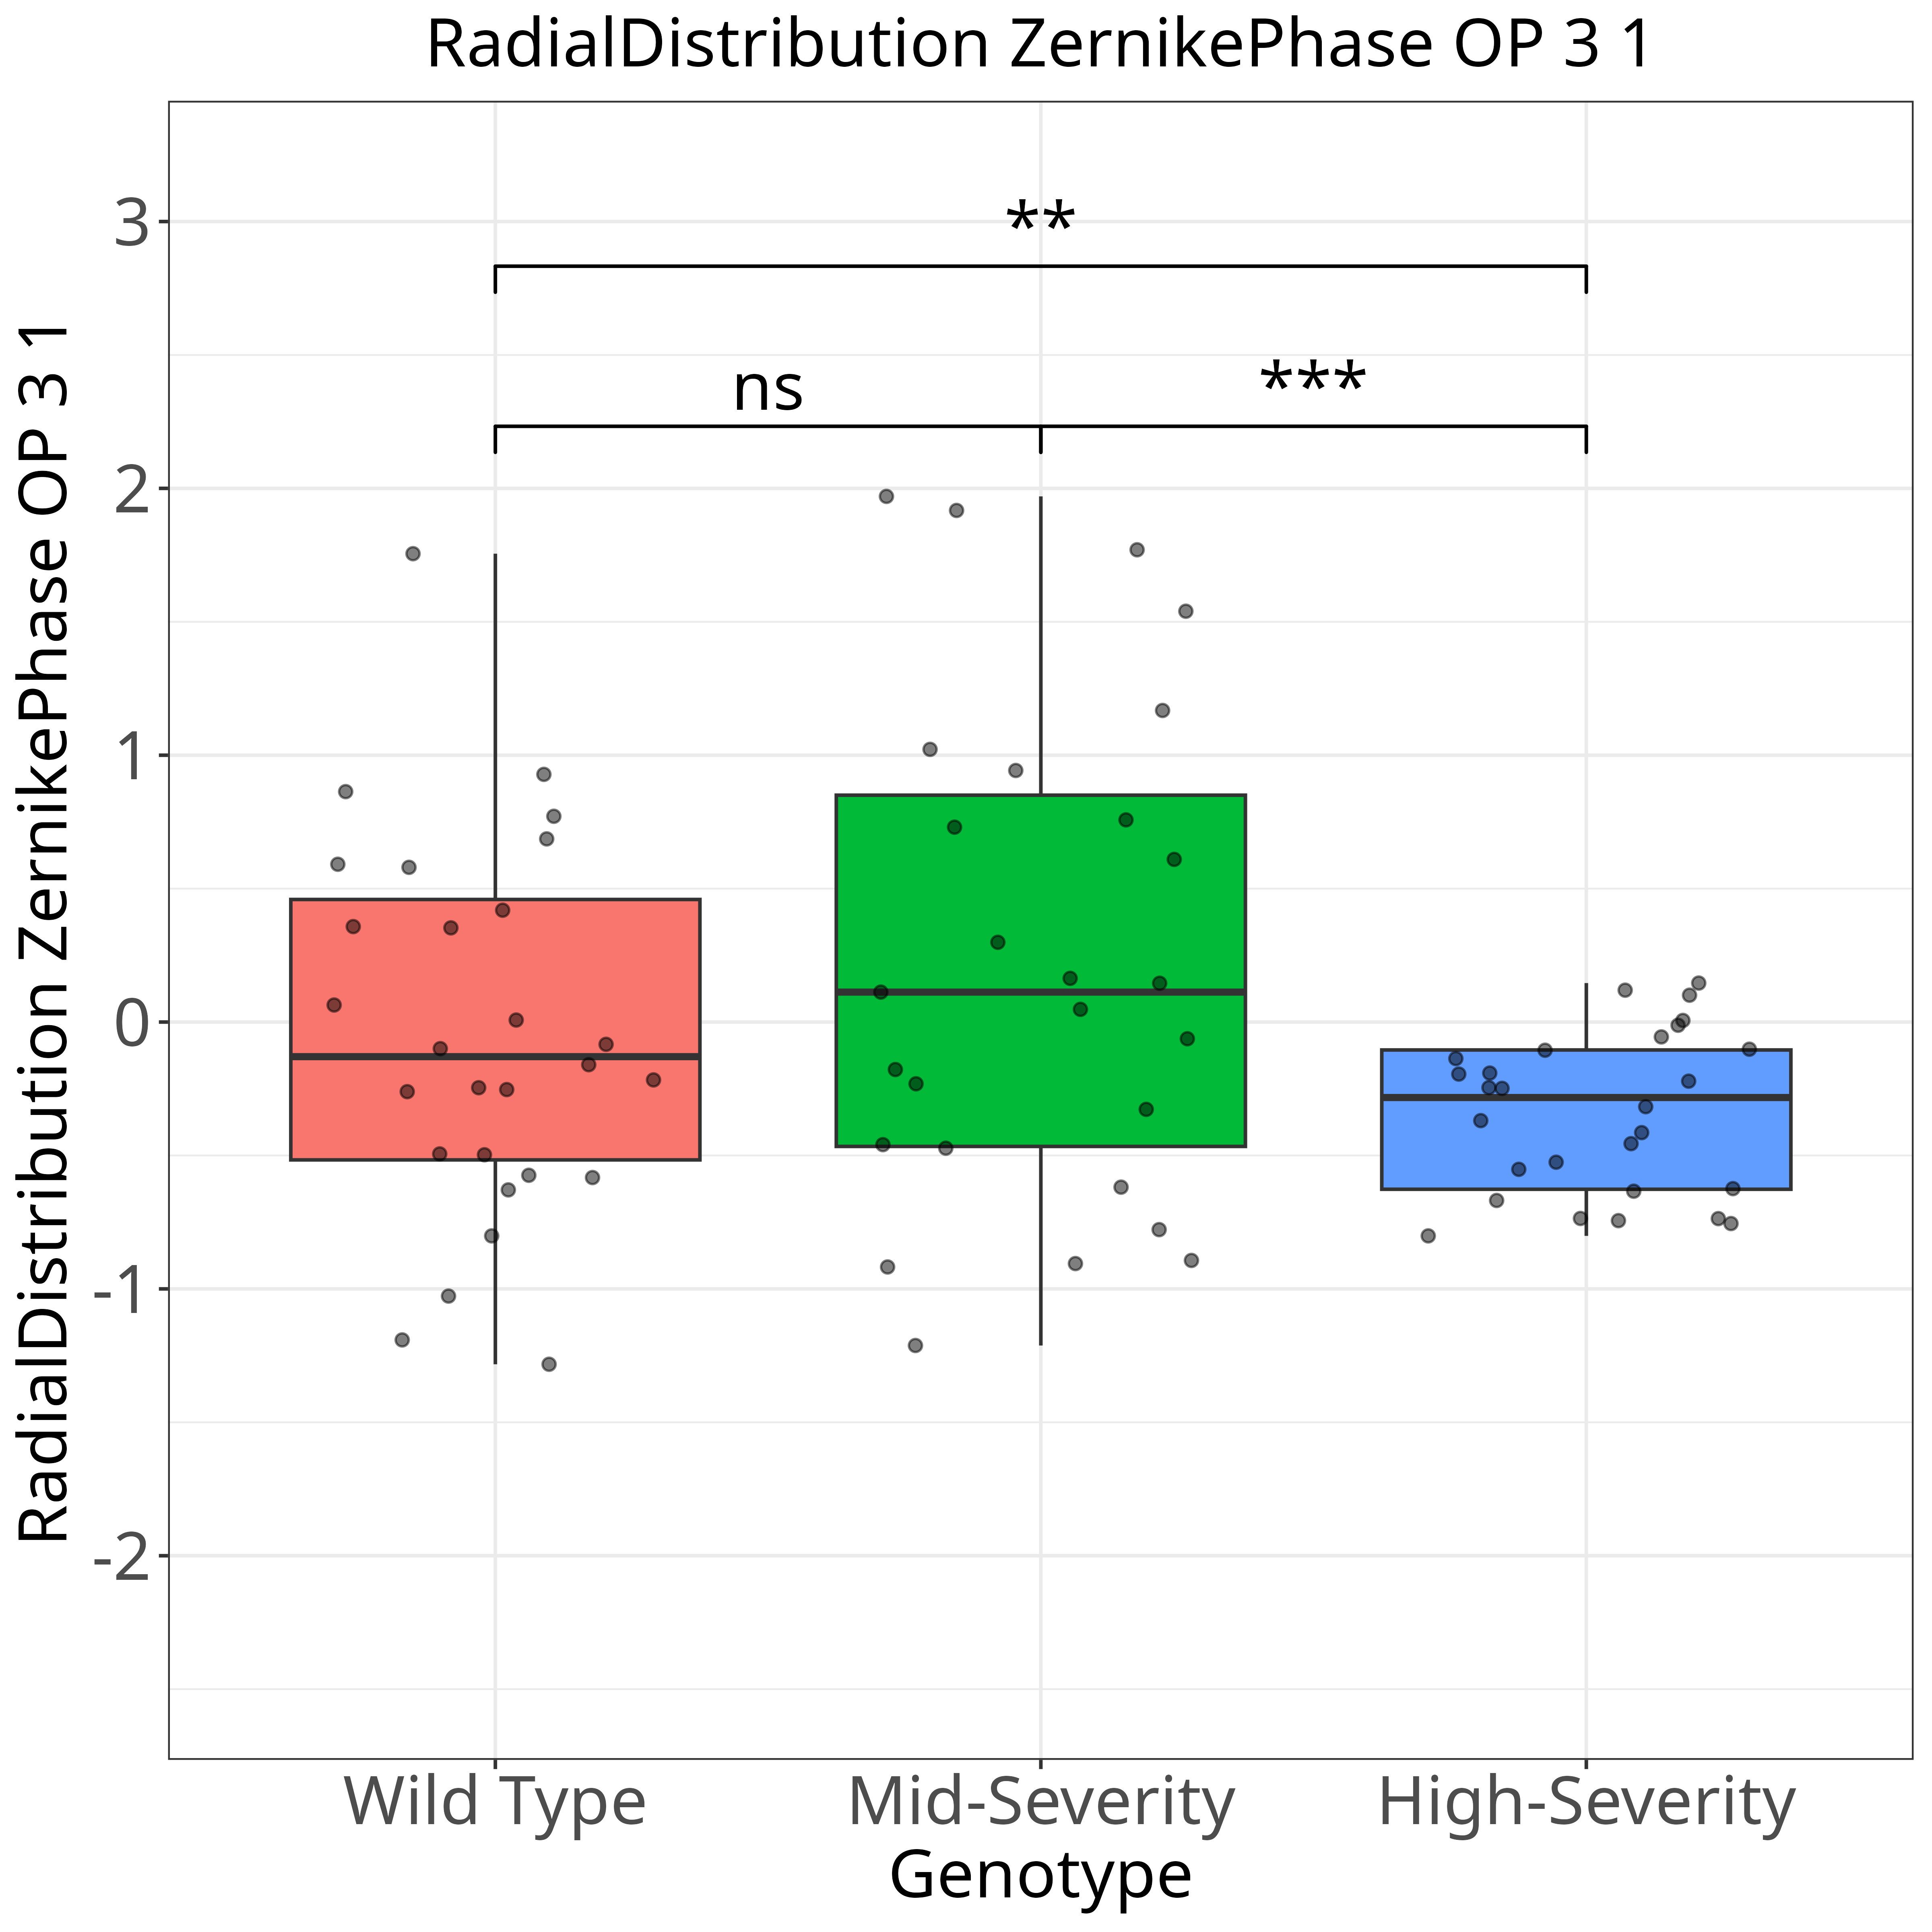 RadialDistribution ZernikePhase OP 3 1
RadialDistribution ZernikePhase OP 3 1
3
2
1
0
-1
-2
**
ns
***
Wild Type
Mid-Severity
High-Severity
Genotype